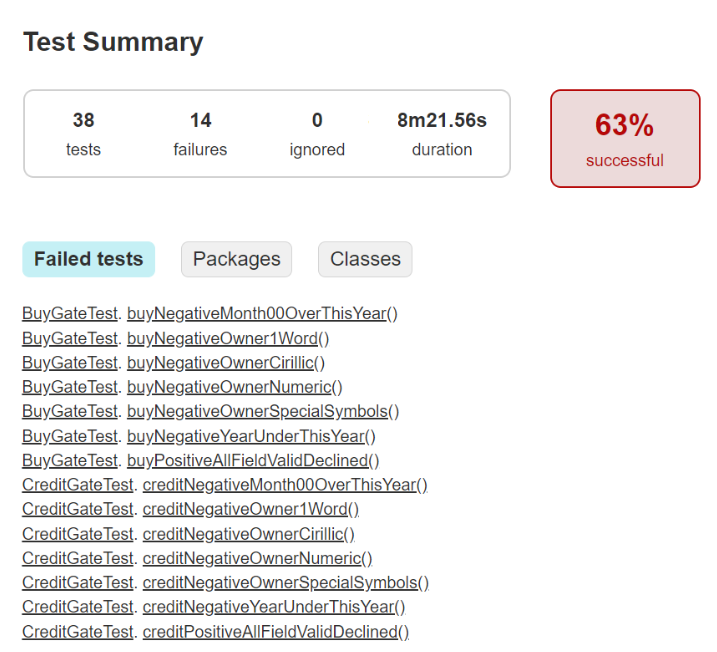 Test Summary
38 14 0 8m21.56s 63%
tests failures ignored duration successful
Failed tests Packages Classes
BuyGateTest. buyNegativeMonth00OverThisYear()
BuyGateTest. buyNegativeOwner1Word()
BuyGateTest. buyNegativeOwnerCirillic()
BuyGateTest. buyNegativeOwnerNumeric()
BuyGateTest. buyNegativeOwnerSpecialSymbols()
BuyGateTest. buyNegativeYearUnderThisYear()
BuyGateTest. buyPositiveAllFieldValidDeclined()
CreditGateTest. creditNegativeMonth00OverThisYear()
CreditGateTest. creditNegativeOwner1Word()
CreditGateTest. creditNegativeOwnerCirillic()
CreditGateTest. creditNegativeOwnerNumeric()
CreditGateTest. creditNegativeOwnerSpecialSymbols()
CreditGateTest. creditNegativeYearUnderThisYear()
CreditGateTest. creditPositiveAllFieldValidDeclined()